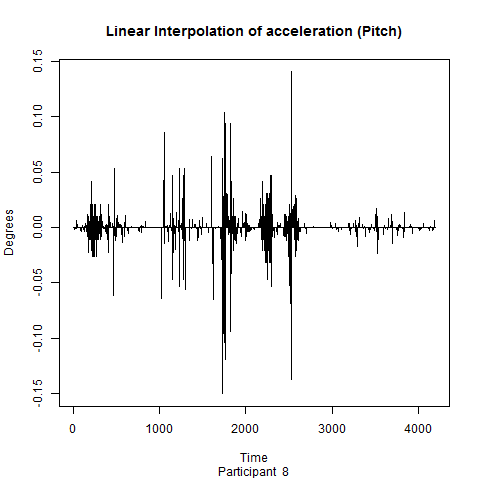 Linear Interpolation of acceleration (Pitch)
0.15
0.10
0.05
0.00
-0.05
-0.10
-0.15
Degrees
0 1000 2000 3000 4000
Time
Participant 8